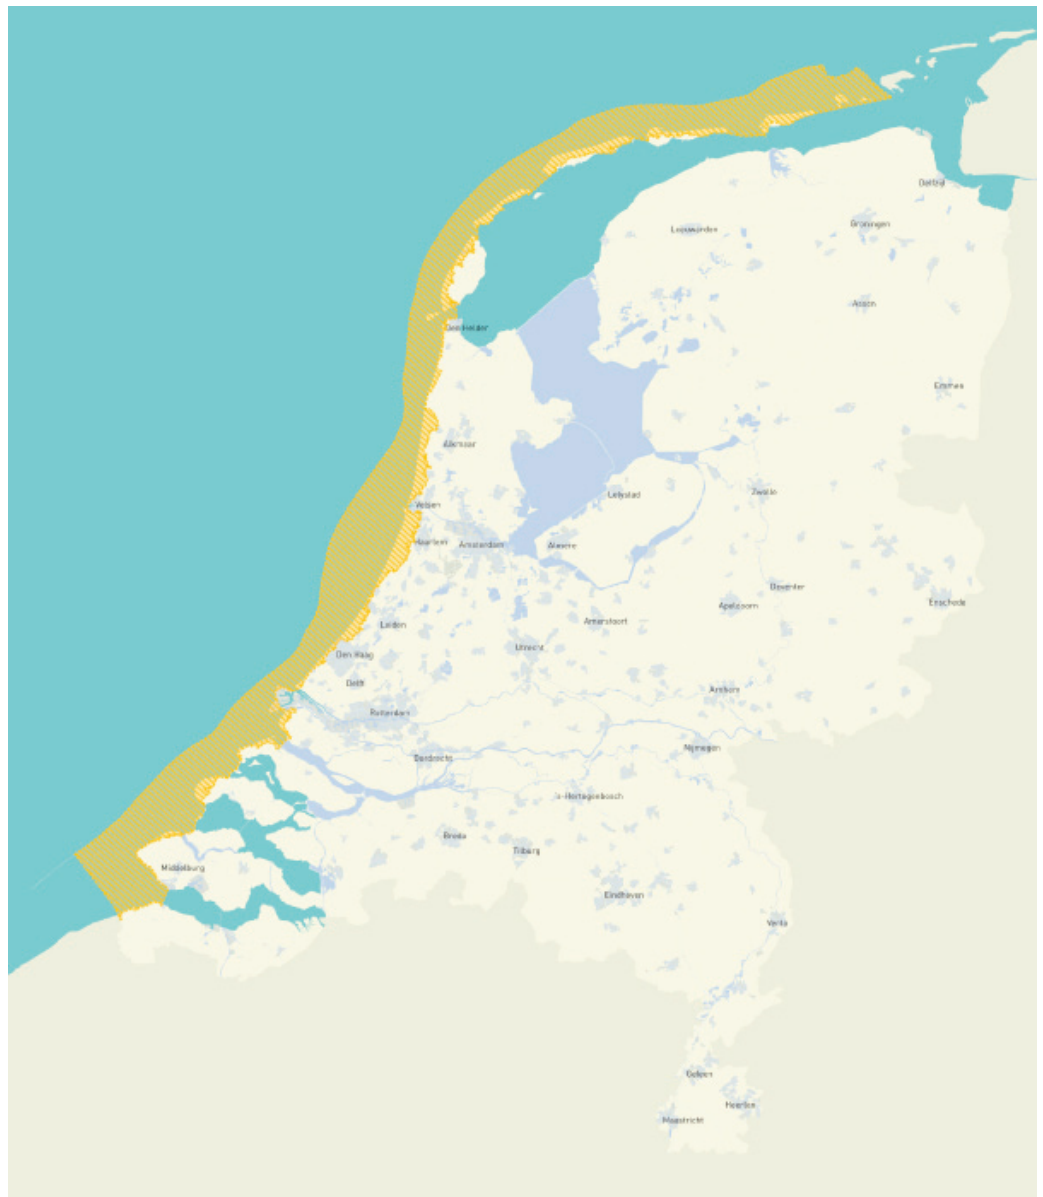 Delfzijl
Groningen
Leeuwarden
Assen
Den Helder
Emmen
Alkmaar
Zwolle
Lelystad
Velsen
Haarlem
Amsterdam
Almere
Deventer
Apeldoorn
Enschede
Leiden
Amersfoort
Utrecht
Den Haag
Delft
Arnhem
Rotterdam
Nijmegen
Dordrecht
's-Hertogenbosch
Breda
Tilburg
Middelburg
Eindhoven
Venlo
Geleen
Heerlen
Maastricht